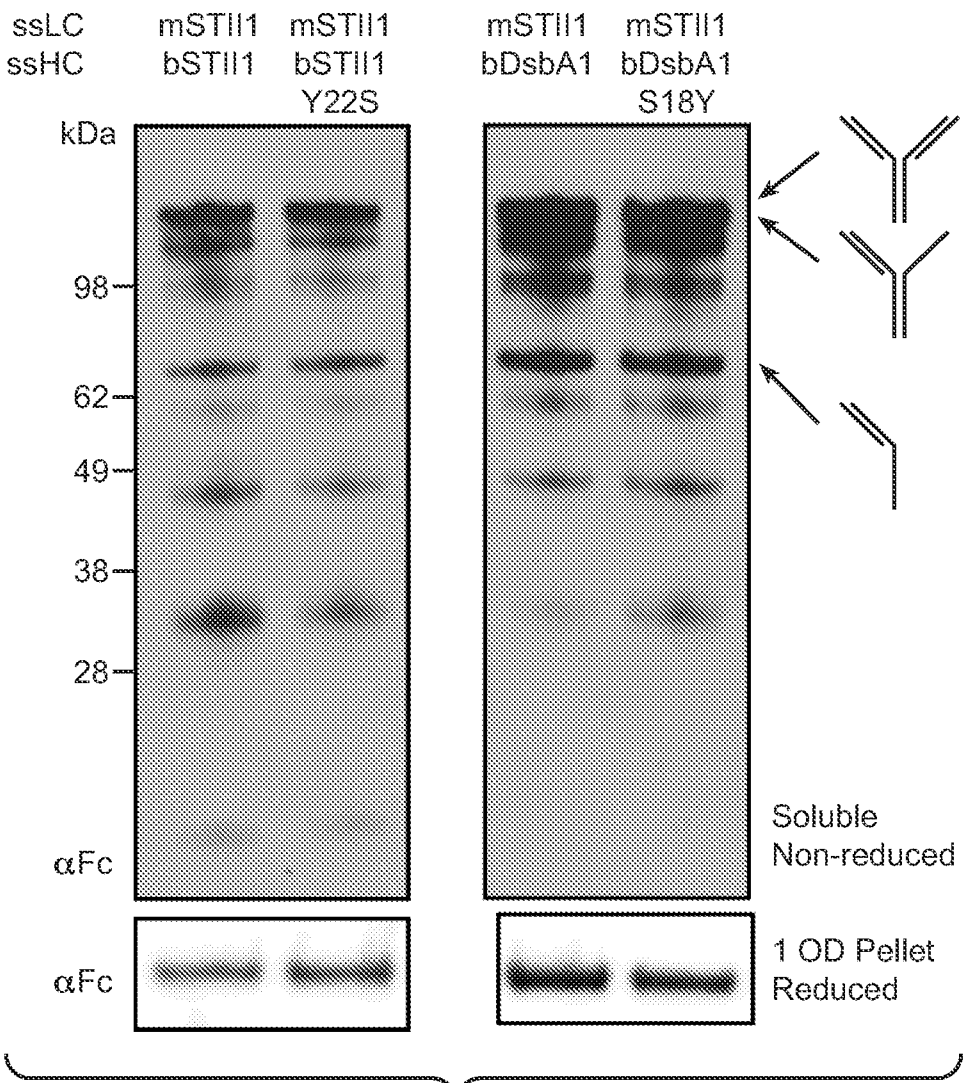 ssLC mSTII1 mSTII1 mSTII1 mSTII1
ssHC bSTII1 bSTII1 bDsbA1 bDsbA1
Y22S S18Y
kDa
98
62
49
38
28
αFc
Soluble
Non-reduced
αFc
1 OD Pellet
Reduced